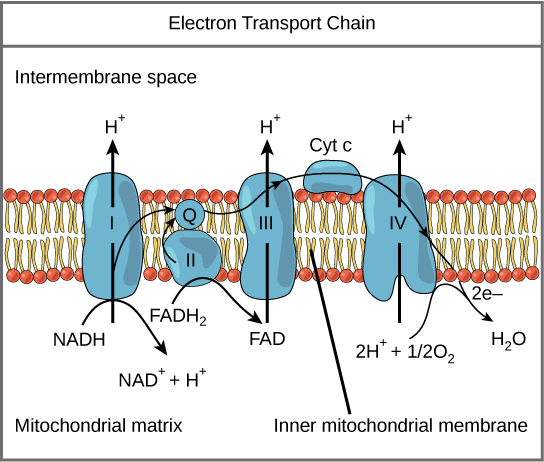 Electron Transport Chain
Intermembrane space
H+
H+
H+
Cyt c
I
Q
II
III
IV
NADH
FADH2
FAD
2e–
2H+ + 1/2O2
H2O
NAD+ + H+
Mitochondrial matrix
Inner mitochondrial membrane